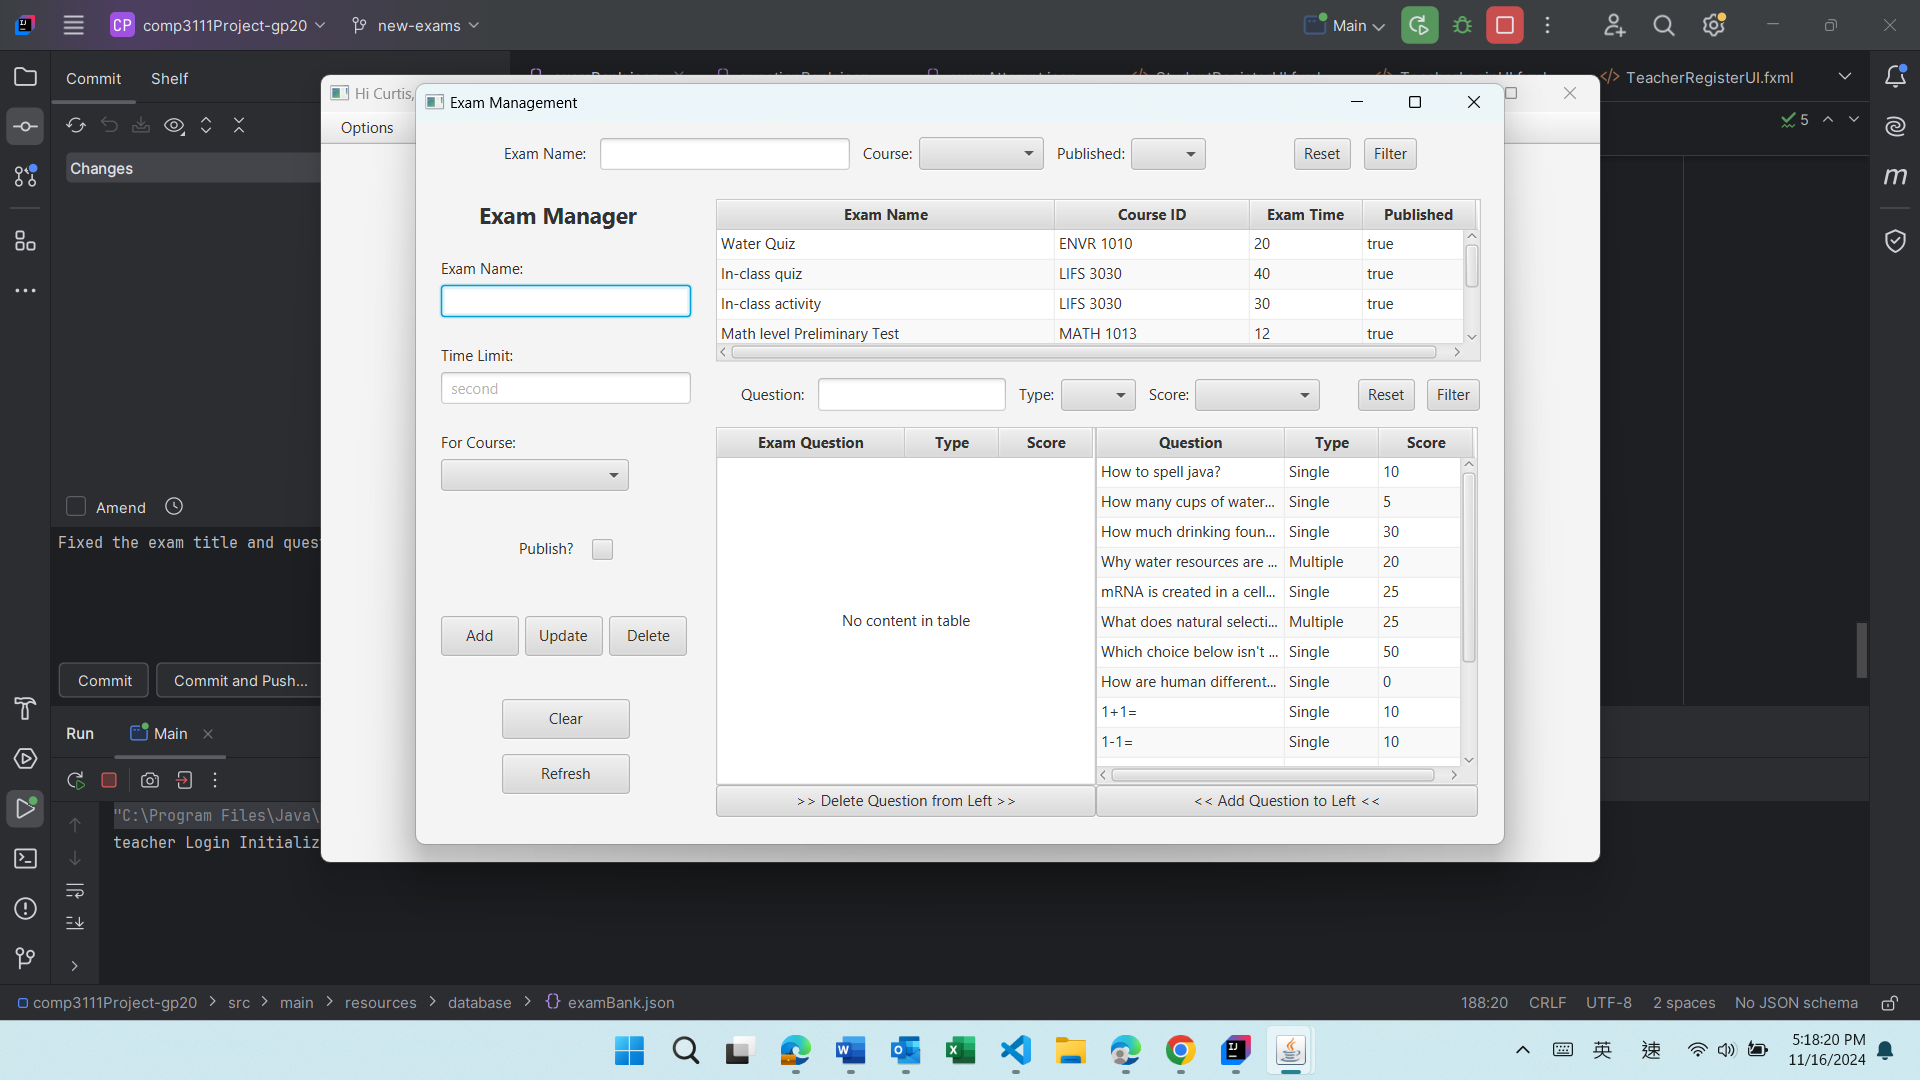 CP comp3111Project-gp20
new-exams
Main
Commit
Shelf
TeacherRegisterUI.fxml
Changes
5
Hi Curtis,
Options
Exam Management
Exam Name:
Course:
Published:
Reset
Filter
Exam Manager
Exam Name:
Time Limit:
second
For Course:
Publish?
Add
Update
Delete
Clear
Refresh
Exam Name Course ID Exam Time Published
Water Quiz ENVR 1010 20 true
In-class quiz LIFS 3030 40 true
In-class activity LIFS 3030 30 true
Math level Preliminary Test MATH 1013 12 true
Question:
Type:
Score:
Reset
Filter
Exam Question Type Score
No content in table
>> Delete Question from Left >>
Question Type Score
How to spell java? Single 10
How many cups of water... Single 5
How much drinking foun... Single 30
Why water resources are ... Multiple 20
mRNA is created in a cell... Single 25
What does natural selecti... Multiple 25
Which choice below isn't ... Single 50
How are human different... Single 0
1+1= Single 10
1-1= Single 10
<< Add Question to Left <<
Amend
Fixed the exam title and ques
Commit
Commit and Push...
Run
Main
"C:\Program Files\Java\
teacher Login Initializ
comp3111Project-gp20 > src > main > resources > database > examBank.json
188:20 CRLF UTF-8 2 spaces No JSON schema
英
速
5:18:20 PM
11/16/2024